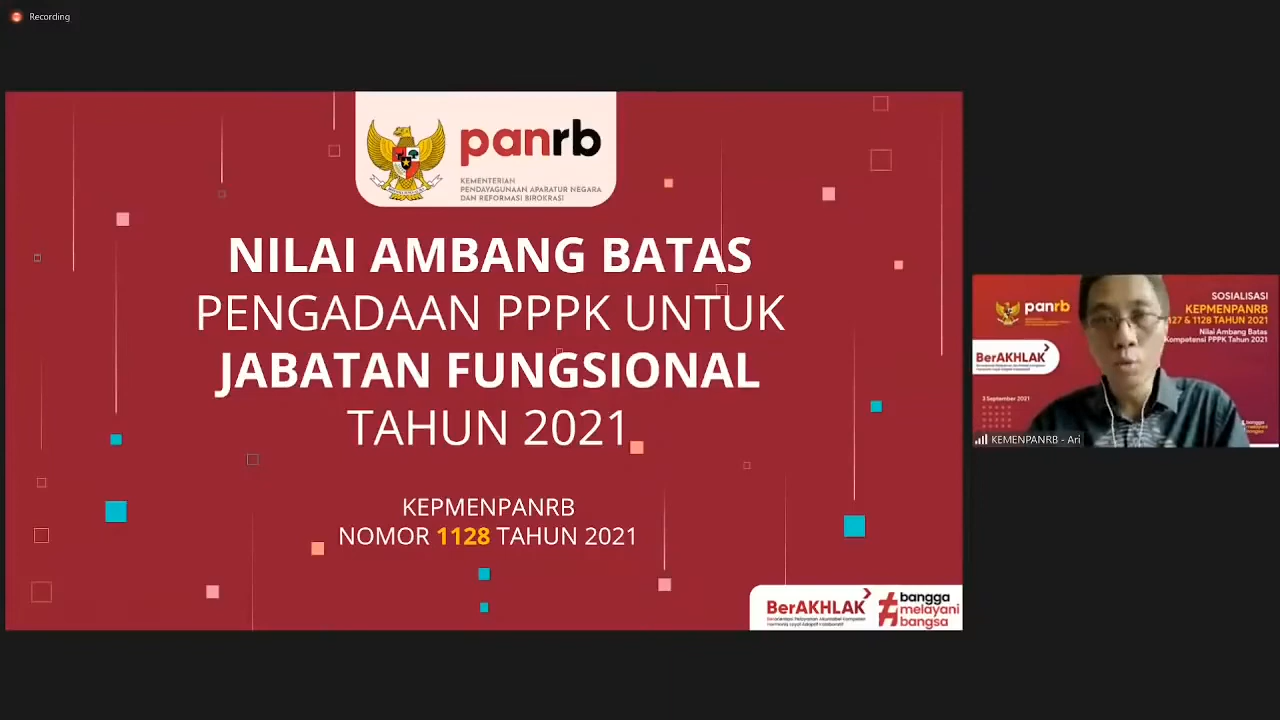 Recording
panrb
KEMENTERIAN
PENDAYAGUNAAN APARATUR NEGARA
DAN REFORMASI BIROKRASI
NILAI AMBANG BATAS
PENGADAAN PPPK UNTUK
JABATAN FUNGSIONAL
TAHUN 2021
KEPMENPANRB
NOMOR 1128 TAHUN 2021
BerAKHLAK
#bangga
melayani
bangsa
panrb
SOSIALISASI
KEPMENPANRB
127 & 1128 TAHUN 2021
Nilai Ambang Batas
Kompetensi PPPK Tahun 2021
BerAKHLAK
3 September 2021
KEMENPANRB - Ari